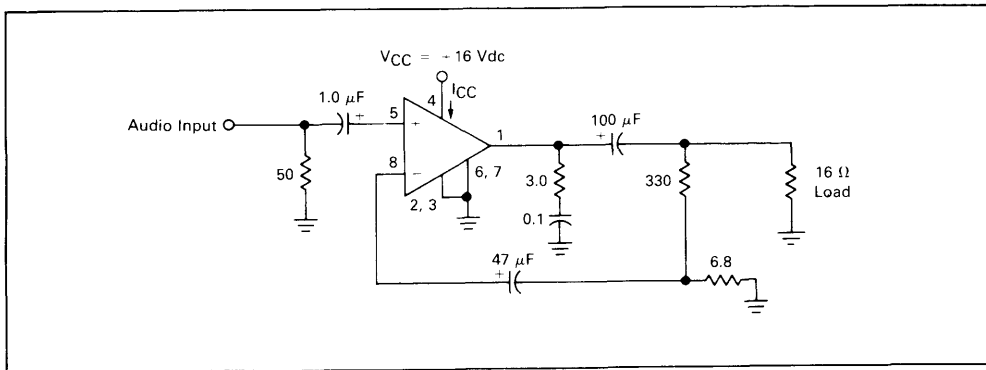 VCC = +16 Vdc
ICC
4
1.0 µF
+
Audio Input
5
+
1
100 µF
+
8
−
6, 7
50
2, 3
3.0
330
16 Ω
Load
0.1
47 µF
+
6.8